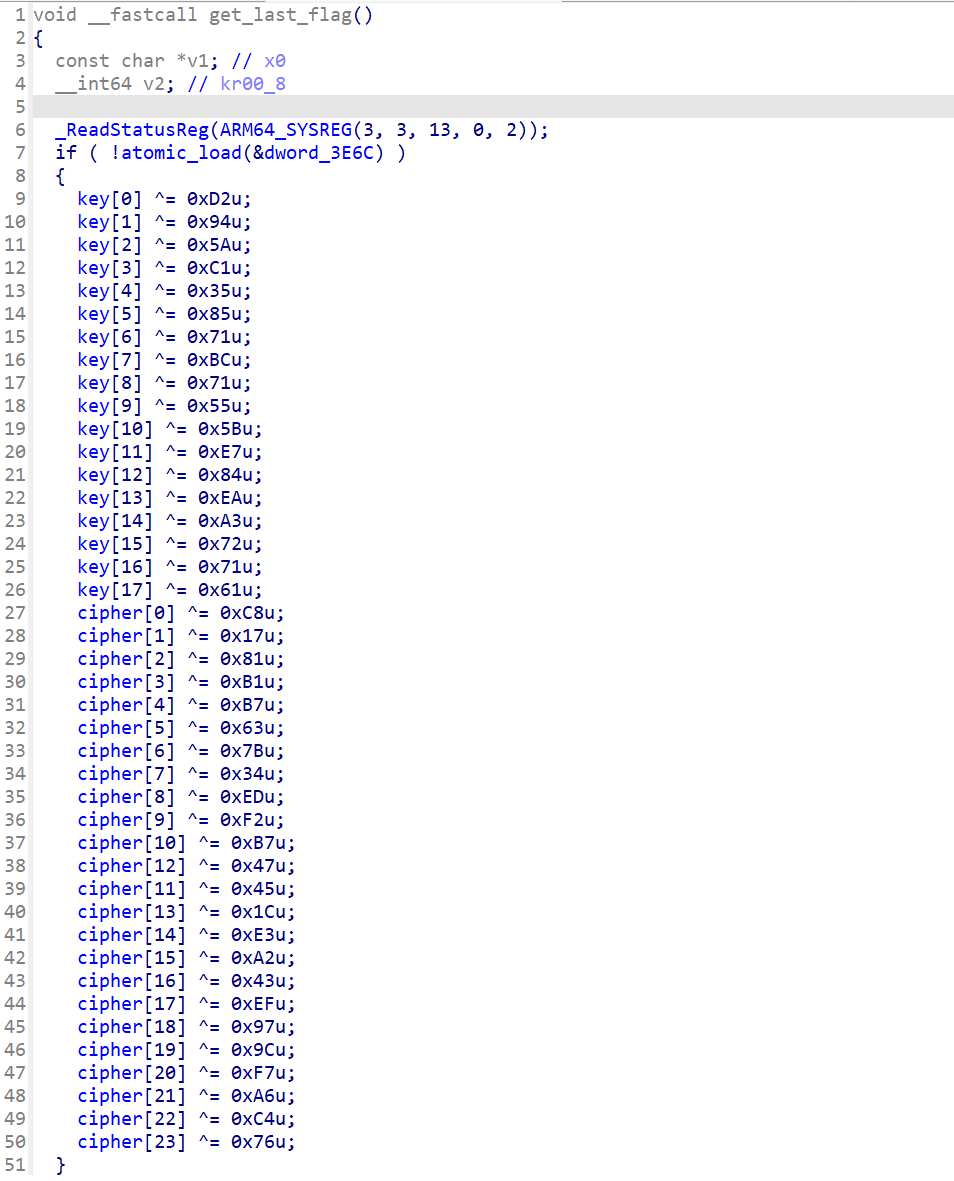 1 void __fastcall get_last_flag()
2 {
3   const char *v1; // x0
4   __int64 v2; // kr00_8
5
6   _ReadStatusReg(ARM64_SYSREG(3, 3, 13, 0, 2));
7   if ( !atomic_load(&dword_3E6C) )
8   {
9     key[0] ^= 0xD2u;
10     key[1] ^= 0x94u;
11     key[2] ^= 0x5Au;
12     key[3] ^= 0xC1u;
13     key[4] ^= 0x35u;
14     key[5] ^= 0x85u;
15     key[6] ^= 0x71u;
16     key[7] ^= 0xBCu;
17     key[8] ^= 0x71u;
18     key[9] ^= 0x55u;
19     key[10] ^= 0x5Bu;
20     key[11] ^= 0xE7u;
21     key[12] ^= 0x84u;
22     key[13] ^= 0xEAu;
23     key[14] ^= 0xA3u;
24     key[15] ^= 0x72u;
25     key[16] ^= 0x71u;
26     key[17] ^= 0x61u;
27     cipher[0] ^= 0xC8u;
28     cipher[1] ^= 0x17u;
29     cipher[2] ^= 0x81u;
30     cipher[3] ^= 0xB1u;
31     cipher[4] ^= 0xB7u;
32     cipher[5] ^= 0x63u;
33     cipher[6] ^= 0x7Bu;
34     cipher[7] ^= 0x34u;
35     cipher[8] ^= 0xEDu;
36     cipher[9] ^= 0xF2u;
37     cipher[10] ^= 0xB7u;
38     cipher[12] ^= 0x47u;
39     cipher[11] ^= 0x45u;
40     cipher[13] ^= 0x1Cu;
41     cipher[14] ^= 0xE3u;
42     cipher[15] ^= 0xA2u;
43     cipher[16] ^= 0x43u;
44     cipher[17] ^= 0xEFu;
45     cipher[18] ^= 0x97u;
46     cipher[19] ^= 0x9Cu;
47     cipher[20] ^= 0xF7u;
48     cipher[21] ^= 0xA6u;
49     cipher[22] ^= 0xC4u;
50     cipher[23] ^= 0x76u;
51   }